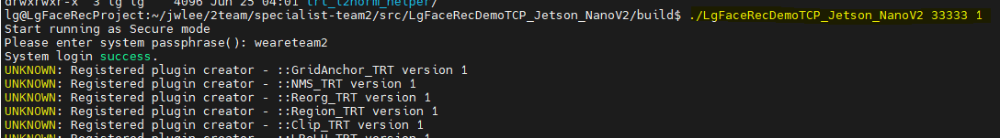 drwxrwxr-x  3 lg lg    4096 Jun 25 04:01 trt_l2norm_helper/
lg@LgFaceRecProject:~/jwlee/2team/specialist-team2/src/LgFaceRecDemoTCP_Jetson_NanoV2/build$ ./LgFaceRecDemoTCP_Jetson_NanoV2 33333 1
Start running as Secure mode
Please enter system passphrase(): weareteam2
System login success.
UNKNOWN: Registered plugin creator - ::GridAnchor_TRT version 1
UNKNOWN: Registered plugin creator - ::NMS_TRT version 1
UNKNOWN: Registered plugin creator - ::Reorg_TRT version 1
UNKNOWN: Registered plugin creator - ::Region_TRT version 1
UNKNOWN: Registered plugin creator - ::Clip_TRT version 1
UNKNOWN: Registered plugin creator - ::LReLU_TRT version 1